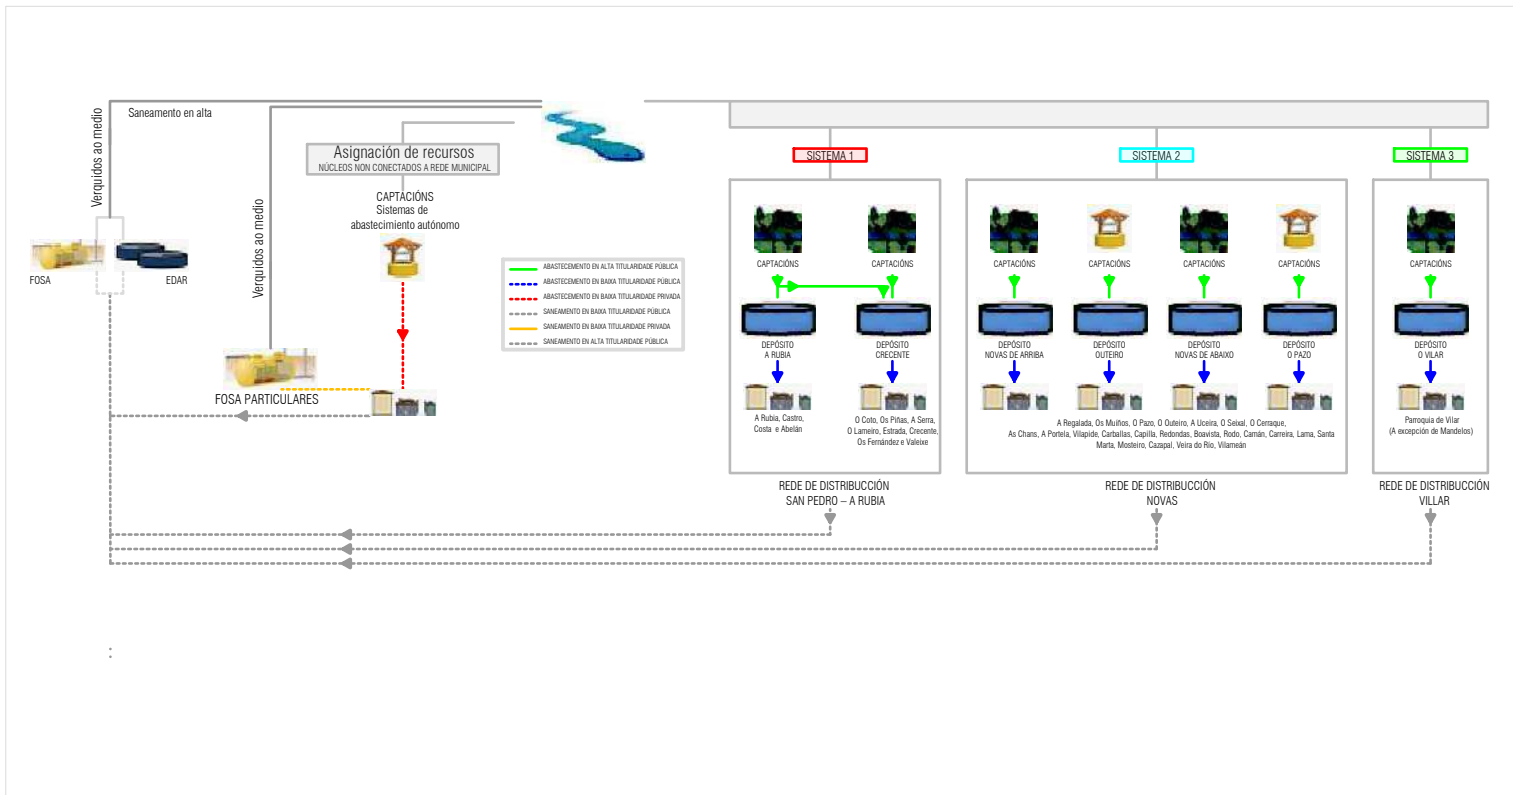 Saneamento en alta
Verquidos ao medio
Verquidos ao medio
FOSA
EDAR
Asignación de recursos
NÚCLEOS NON CONECTADOS A REDE MUNICIPAL
CAPTACIÓNS
Sistemas de
abastecimiento autónomo
FOSA PARTICULARES
ABASTECEMENTO EN ALTA TITULARIDADE PÚBLICA
ABASTECEMENTO EN BAIXA TITULARIDADE PÚBLICA
ABASTECEMENTO EN BAIXA TITULARIDADE PRIVADA
SANEAMENTO EN BAIXA TITULARIDADE PÚBLICA
SANEAMENTO EN BAIXA TITULARIDADE PRIVADA
SANEAMENTO EN ALTA TITULARIDADE PÚBLICA
SISTEMA 1
CAPTACIÓNS
CAPTACIÓNS
DEPÓSITO
A RUBIA
DEPÓSITO
CRECENTE
A Rubia, Castro,
Costa e Abelán
O Coto, Os Piñas, A Serra,
O Lameiro, Estrada, Crecente,
Os Fernández e Valeixe
REDE DE DISTRIBUCCIÓN
SAN PEDRO – A RUBIA
SISTEMA 2
CAPTACIÓNS
CAPTACIÓNS
CAPTACIÓNS
CAPTACIÓNS
DEPÓSITO
NOVAS DE ARRIBA
DEPÓSITO
OUTEIRO
DEPÓSITO
NOVAS DE ABAIXO
DEPÓSITO
O PAZO
A Regalada, Os Muiños, O Pazo, O Outeiro, A Uceira, O Seixal, O Cerraque,
As Chans, A Portela, Vilapide, Carballas, Capilla, Redondas, Boavista, Rodo, Camán, Carreira, Lama, Santa
Marta, Mosteiro, Cazapal, Veira do Río, Vilameán
REDE DE DISTRIBUCCIÓN
NOVAS
SISTEMA 3
CAPTACIÓNS
DEPÓSITO
O VILAR
Parroquia de Vilar
(A excepción de Mandelos)
REDE DE DISTRIBUCCIÓN
VILLAR
: